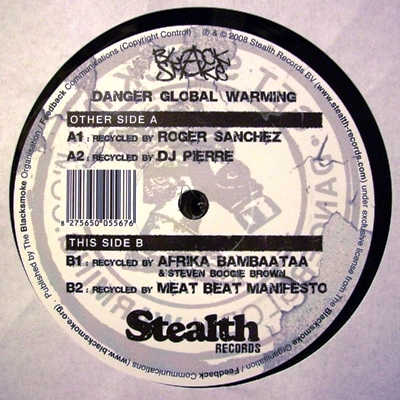 BLACK
SMOKE
DANGER GLOBAL WARMING
OTHER SIDE A
A1 : RECYCLED BY ROGER SANCHEZ
A2 : RECYCLED BY DJ PIERRE
8 275650 055676
THIS SIDE B
B1 : RECYCLED BY AFRIKA BAMBAATAA
& STEVEN BOOGIE BROWN
B2 : RECYCLED BY MEAT BEAT MANIFESTO
Stealth
RECORDS
Published by The Blacksmoke Organisation / Feedback Communications (Copyright Control) ℗ & © 2008 Stealth Records BV. (www.stealth-records.com) under exclusive license from The Blacksmoke Organisation / Feedback Communications (www.blacksmoke.org)